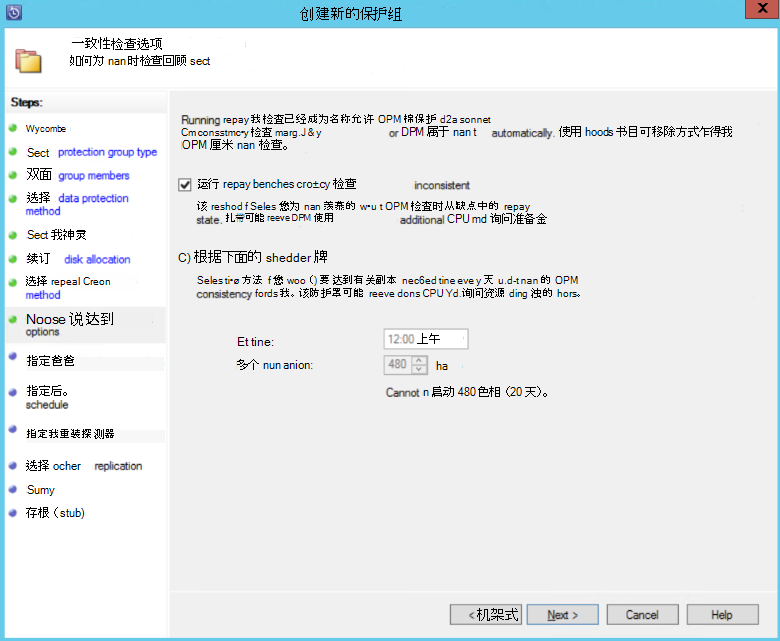 创建新的保护组
一致性检查选项
如何为 nan时检查回顾 sect
Steps:
Wycombe
Sect protection group type
双面 group members
选择 data protection
method
Sect 我神灵
续订 disk allocation
选择 repeal Creon
method
Noose 说达到
options
指定爸爸
指定后。
schedule
指定我重装探测器
选择 ocher replication
Sumy
存根（stub)
Running repay 我检查已经成为名称允许 OPM 棉保护 d2a sonnet
Cm consstmc-y 检查 marg.J & y or DPM 属于 nan t automatically. 使用 hoods 书目可移除方式乍得我
OPM 厘米 nan 检查。
运行 repay benches cro±cy 检查 inconsistent
该 reshod f Seles 您为 nan 羡慕的 w•u t OPM 检查时从缺点中的 repay
state. 扎带可能 reeve DPM 使用 additional CPU md 询问准备金
C) 根据下面的 shedder 牌
Seles ti•ø 方法 f 您 woo () 要达到有关副本 nec6ed tine eve y 天 u.d-t nan 的 OPM
consistency fords 我。该防护罩可能 reeve dons CPU Yd. 询问资源 ding 浊的 hors。
Et tine: 12:00 上午
多个 nun anion: 480 ha
Cannot n 启动 480 色相 (20 天)。
< 机架式 Next > Cancel Help